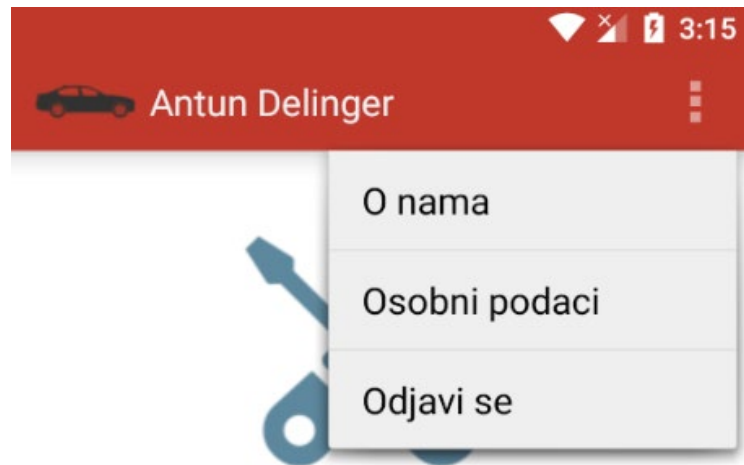 3:15
Antun Delinger
O nama
Osobni podaci
Odjavi se